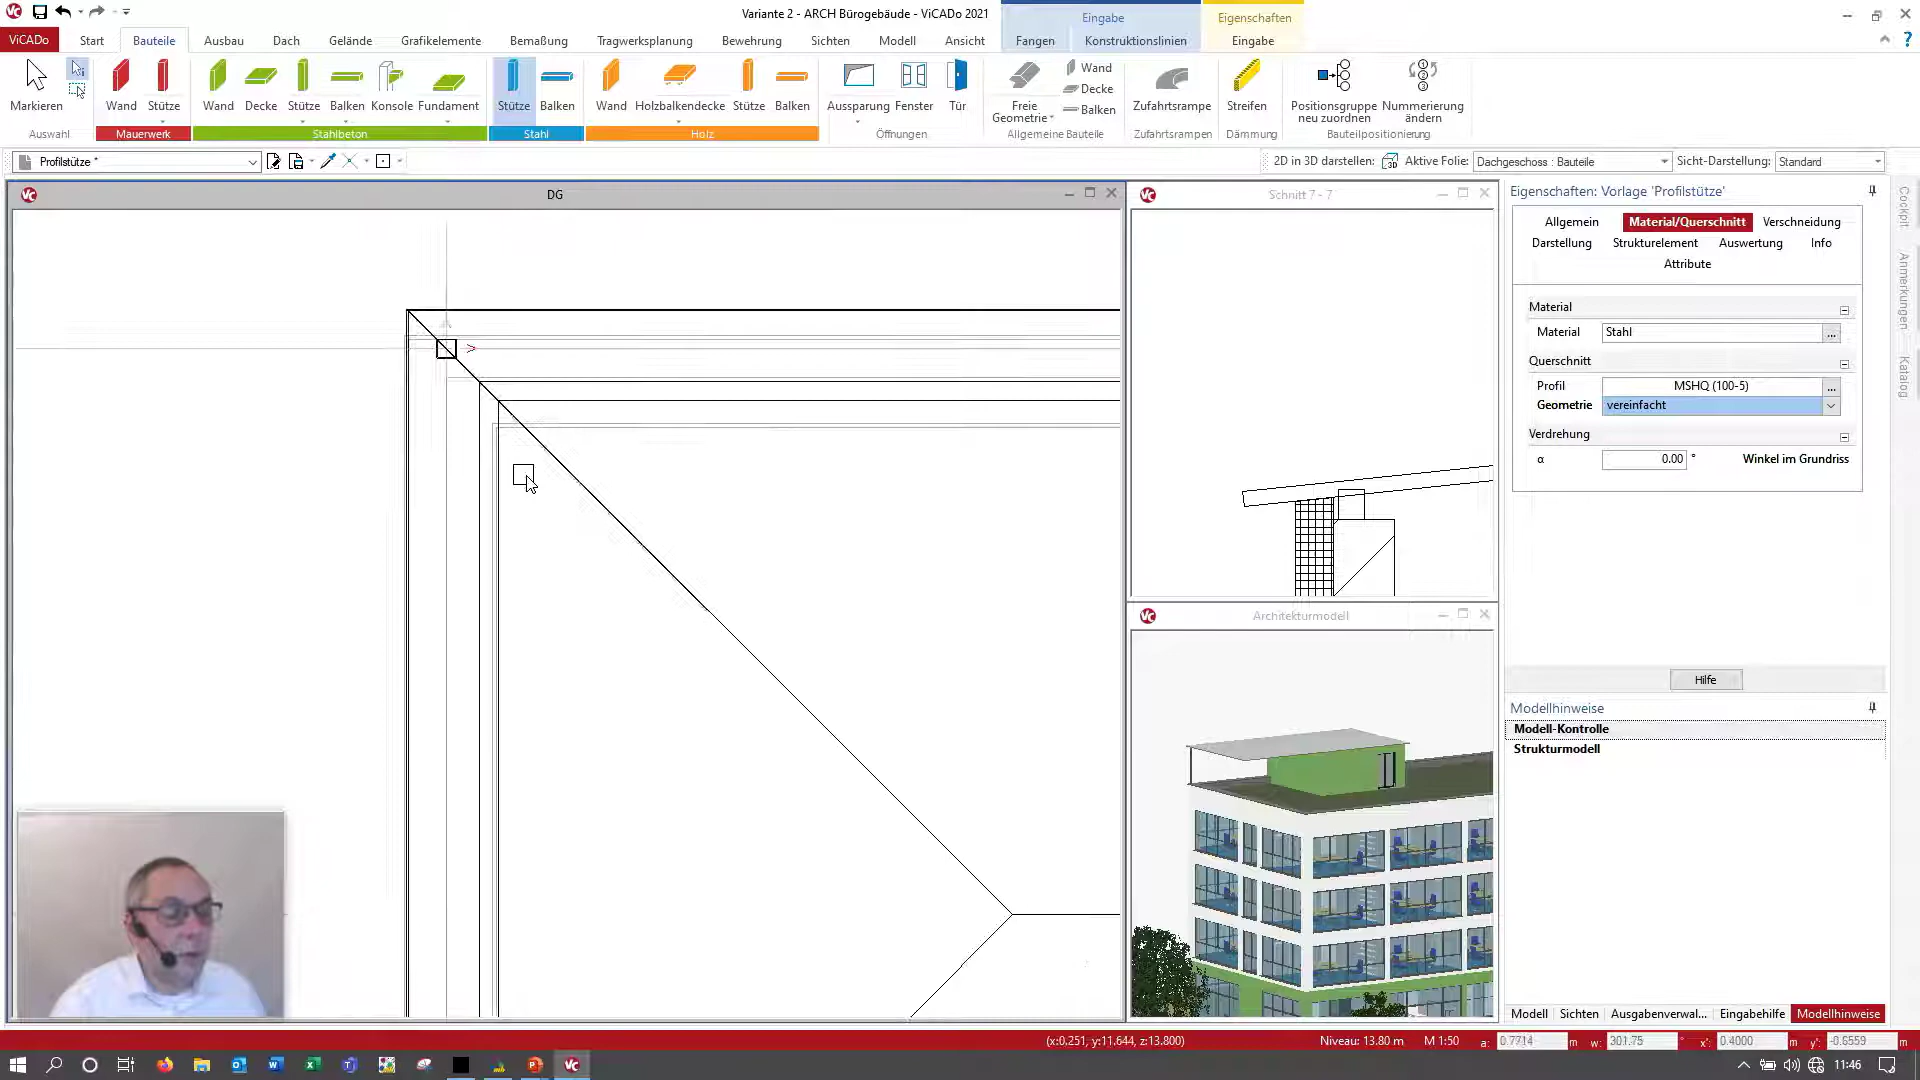 Variante 2 - ARCH Bürogebäude - ViCADo 2021
Eingabe
Eigenschaften
ViCADo
Start
Bauteile
Ausbau
Dach
Gelände
Grafikelemente
Bemaßung
Tragwerksplanung
Bewehrung
Sichten
Modell
Ansicht
Fangen
Konstruktionslinien
Eingabe
Markieren
Wand
Stütze
Wand
Decke
Stütze
Balken
Konsole
Fundament
Stütze
Balken
Wand
Holzbalkendecke
Stütze
Balken
Aussparung
Fenster
Tür
Freie
Geometrie
Wand
Decke
Balken
Zufahrtsrampe
Streifen
Positionsgruppe
neu zuordnen
Nummerierung
ändern
Auswahl
Mauerwerk
Stahlbeton
Stahl
Holz
Öffnungen
Allgemeine Bauteile
Zufahrtsrampen
Dämmung
Bauteilpositionierung
Profilstütze *
2D in 3D darstellen:
Aktive Folie:
Dachgeschoss : Bauteile
Sicht-Darstellung:
Standard
DG
Schnitt 7 - 7
Architekturmodell
Eigenschaften: Vorlage 'Profilstütze'
Allgemein
Material/Querschnitt
Verschneidung
Darstellung
Strukturelement
Auswertung
Info
Attribute
Material
Material
Stahl
...
Querschnitt
Profil
MSHQ (100-5)
...
Geometrie
vereinfacht
Verdrehung
α
0.00
°
Winkel im Grundriss
Hilfe
Modellhinweise
Modell-Kontrolle
Strukturmodell
Cockpit
Anmerkungen
Katalog
Modell
Sichten
Ausgabenverwal...
Eingabehilfe
Modellhinweise
(x:0.251, y:11.644, z:13.800)
Niveau: 13.80 m
M 1:50
a:
0.7714
m
w:
301.75
°
x':
0.4000
m
y':
-0.6559
m
11:46